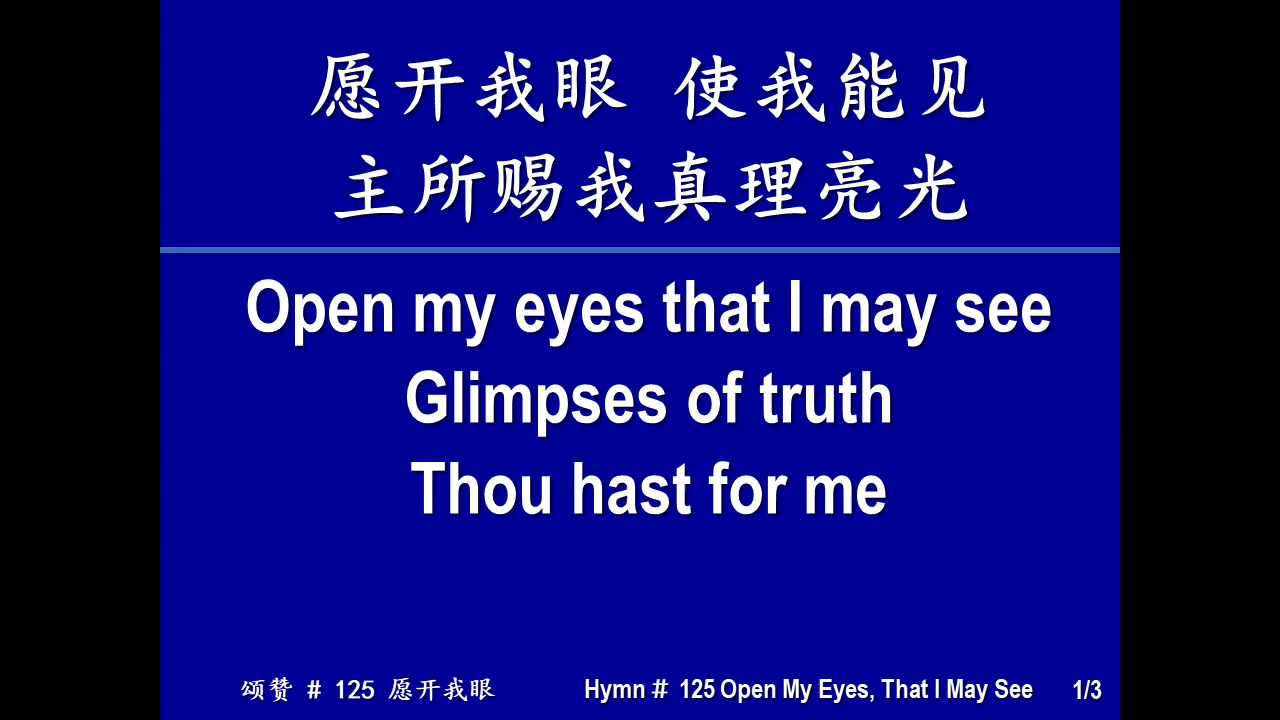 愿开我眼 使我能见
主所赐我真理亮光
Open my eyes that I may see
Glimpses of truth
Thou hast for me
颂赞 # 125 愿开我眼 Hymn # 125 Open My Eyes, That I May See 1/3